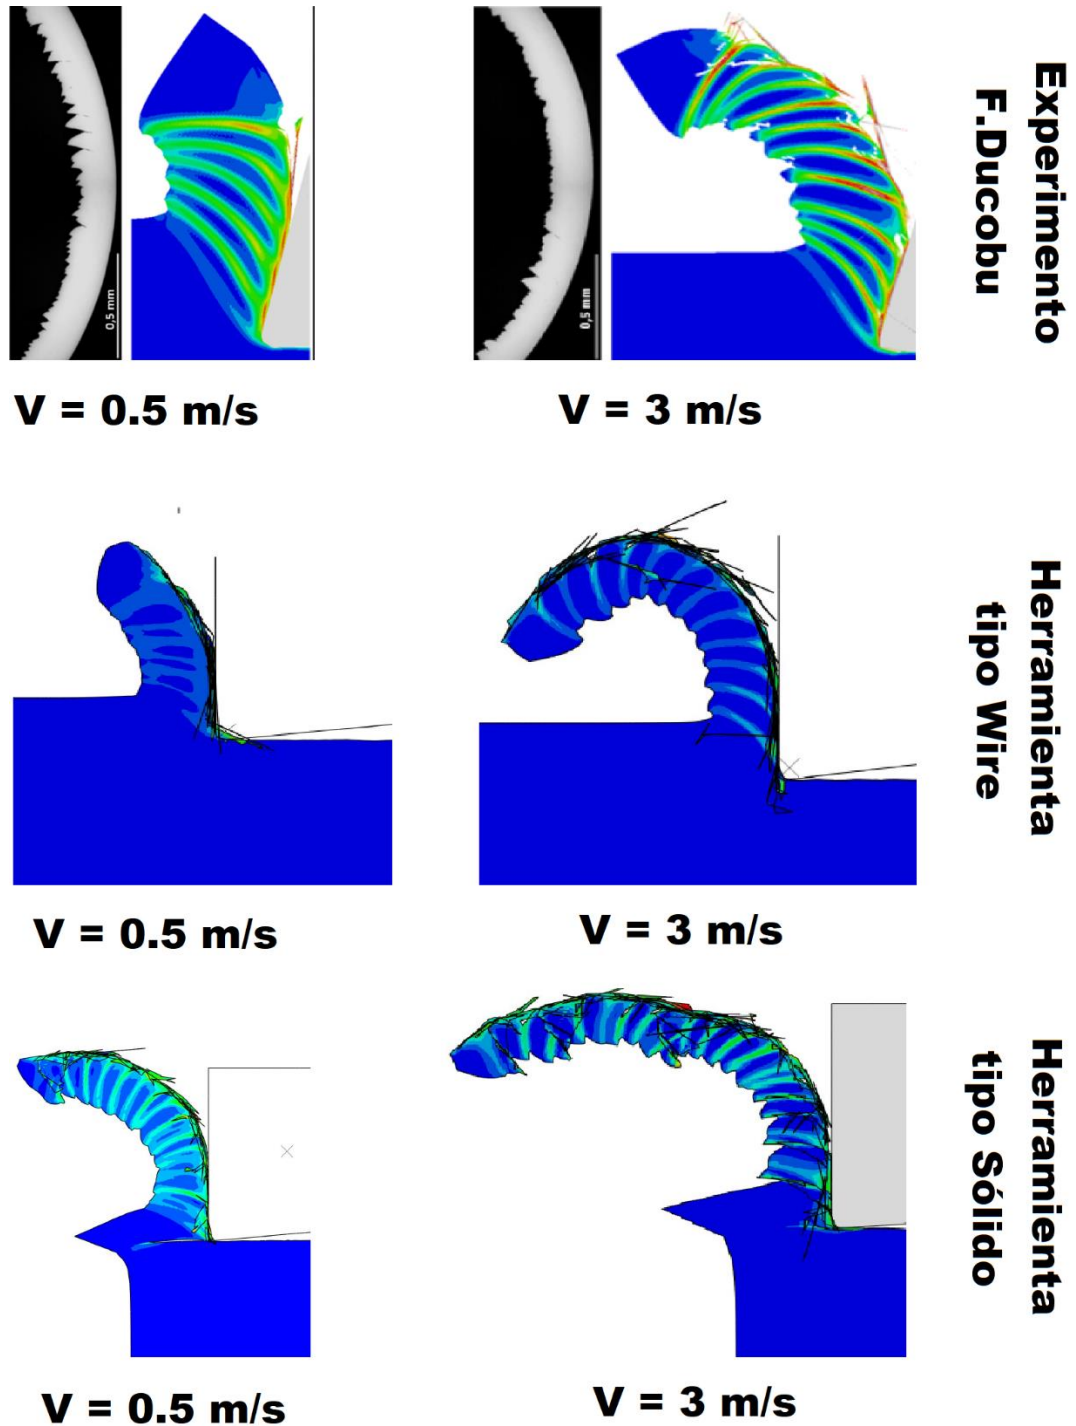 0,5 mm
0,5 mm
Experimento
F.Ducobu
V = 0.5 m/s
V = 3 m/s
Herramienta
tipo Wire
V = 0.5 m/s
V = 3 m/s
Herramienta
tipo Sólido
V = 0.5 m/s
V = 3 m/s